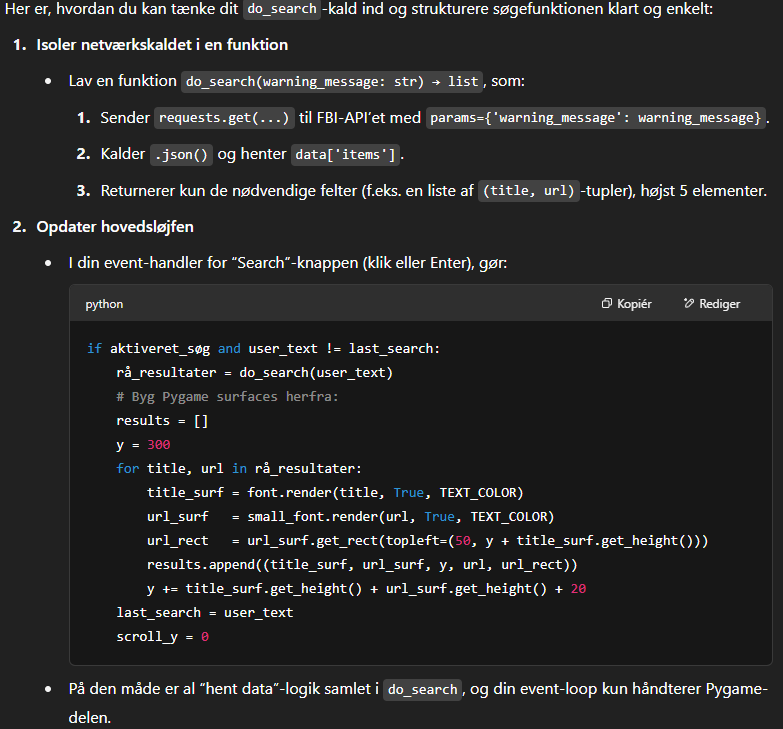 Her er, hvordan du kan tænke dit do_search-kald ind og strukturere søgefunktionen klart og enkelt:
1. Isoler netværkskaldet i en funktion
• Lav en funktion do_search(warning_message: str) → list, som:
1. Sender requests.get(...) til FBI-API’et med params={'warning_message': warning_message}.
2. Kalder .json() og henter data['items'].
3. Returnerer kun de nødvendige felter (f.eks. en liste af (title, url)-tupler), højst 5 elementer.
2. Opdater hovedsløjfen
• I din event-handler for “Search”-knappen (klik eller Enter), gør:
python Kopiér Rediger
if aktiveret_søg and user_text != last_search:
    rå_resultater = do_search(user_text)
    # Byg Pygame surfaces herfra:
    results = []
    y = 300
    for title, url in rå_resultater:
        title_surf = font.render(title, True, TEXT_COLOR)
        url_surf   = small_font.render(url, True, TEXT_COLOR)
        url_rect   = url_surf.get_rect(topleft=(50, y + title_surf.get_height()))
        results.append((title_surf, url_surf, y, url, url_rect))
        y += title_surf.get_height() + url_surf.get_height() + 20
    last_search = user_text
    scroll_y = 0
• På den måde er al “hent data”-logik samlet i do_search, og din event-loop kun håndterer Pygame-
delen.